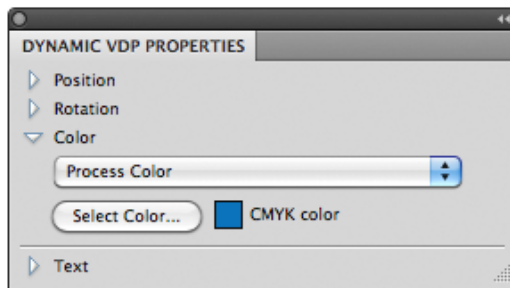 DYNAMIC VDP PROPERTIES
Position
Rotation
Color
Process Color
Select Color... CMYK color
Text